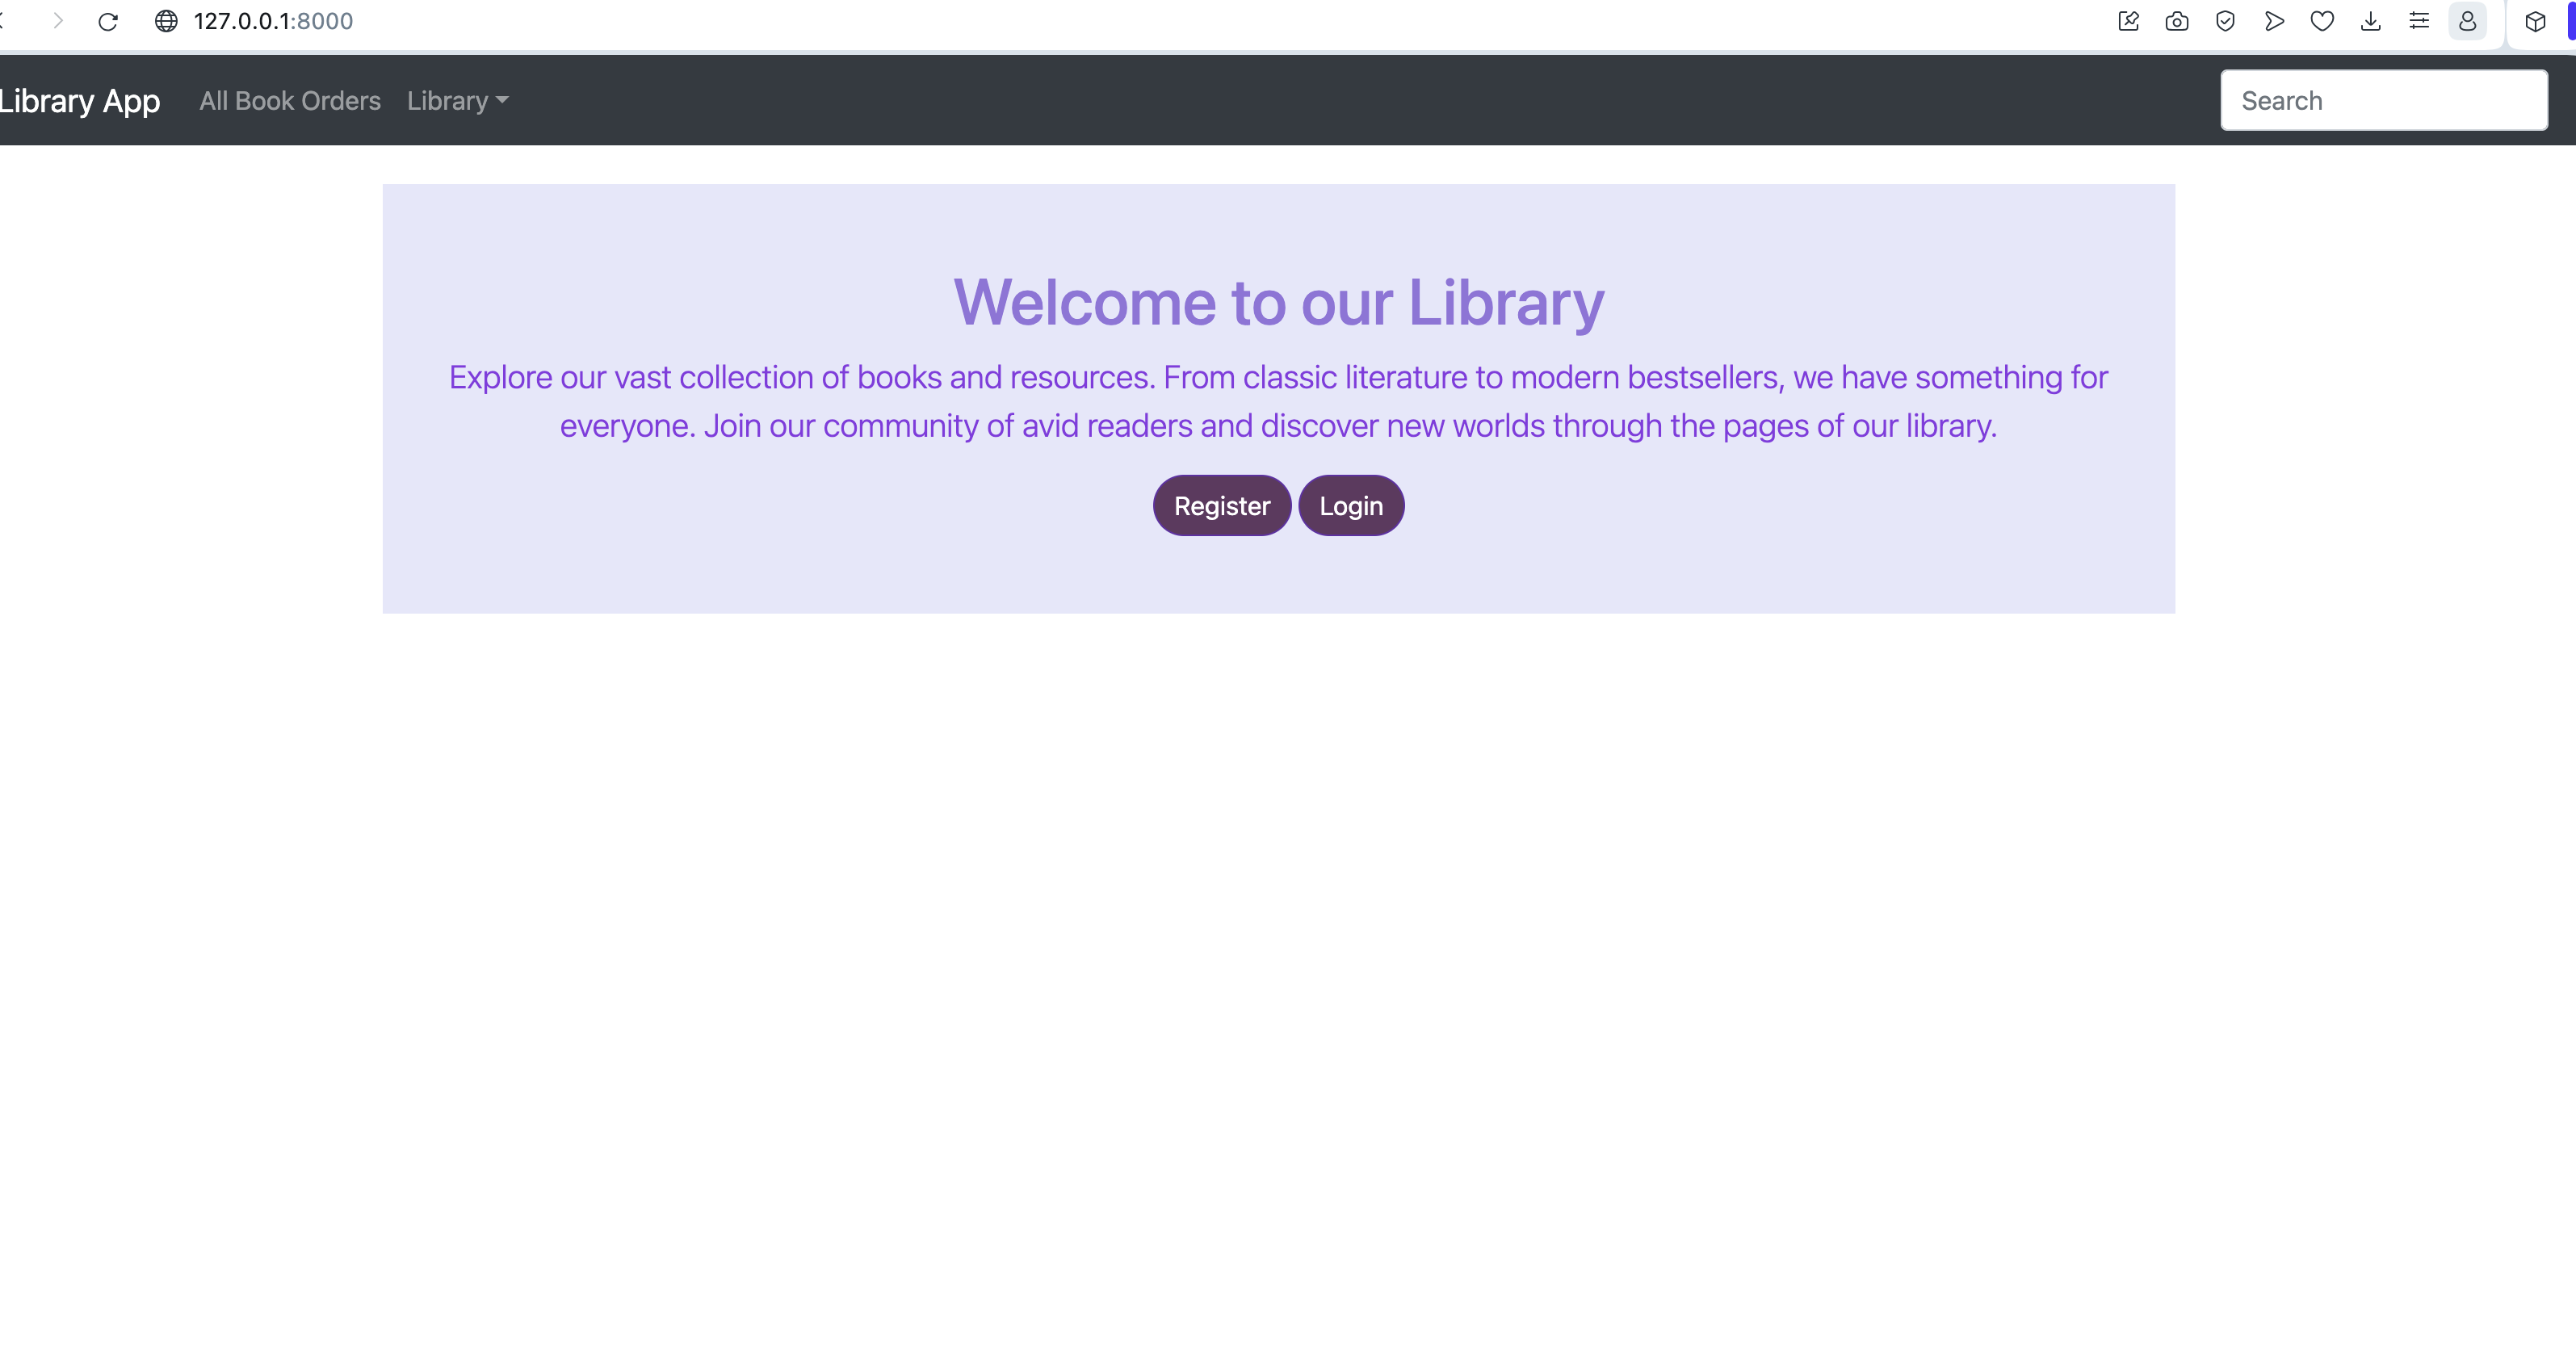 127.0.0.1:8000
Library App All Book Orders Library Search
Welcome to our Library
Explore our vast collection of books and resources. From classic literature to modern bestsellers, we have something for
everyone. Join our community of avid readers and discover new worlds through the pages of our library.
Register Login